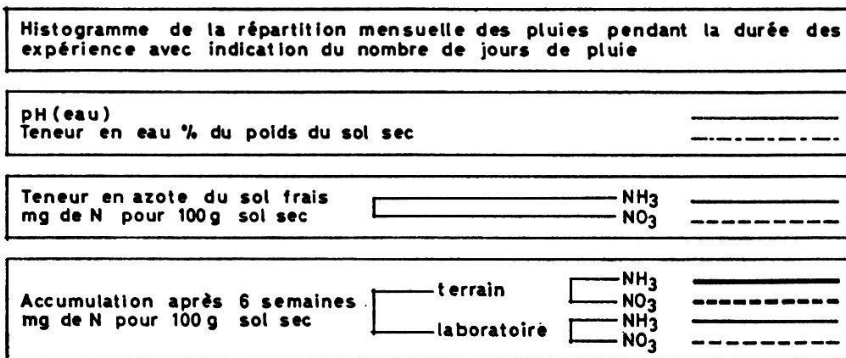 Histogramme de la répartition mensuelle des pluies pendant la durée des
expérience avec indication du nombre de jours de pluie
pH(eau)
Teneur en eau % du poids du sol sec
Teneur en azote du sol frais
mg de N pour 100g sol sec
NH3
NO3
Accumulation après 6 semaines
mg de N pour 100g sol sec
terrain
NH3
NO3
laboratoire
NH3
NO3